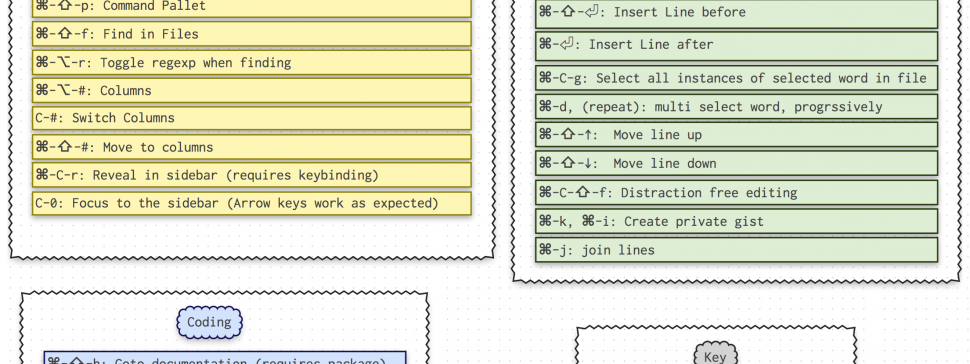 ⌘-⇧-p: Command Pallet
⌘-⇧-f: Find in Files
⌘-⌥-r: Toggle regexp when finding
⌘-⌥-#: Columns
C-#: Switch Columns
⌘-⇧-#: Move to columns
⌘-C-r: Reveal in sidebar (requires keybinding)
C-0: Focus to the sidebar (Arrow keys work as expected)
⌘-⇧-⏎: Insert Line before
⌘-⏎: Insert Line after
⌘-C-g: Select all instances of selected word in file
⌘-d, (repeat): multi select word, progrssively
⌘-⇧-↑: Move line up
⌘-⇧-↓: Move line down
⌘-C-⇧-f: Distraction free editing
⌘-k, ⌘-i: Create private gist
⌘-j: join lines
Coding
⌘-⇧-h: Goto documentation (requires package)
Key